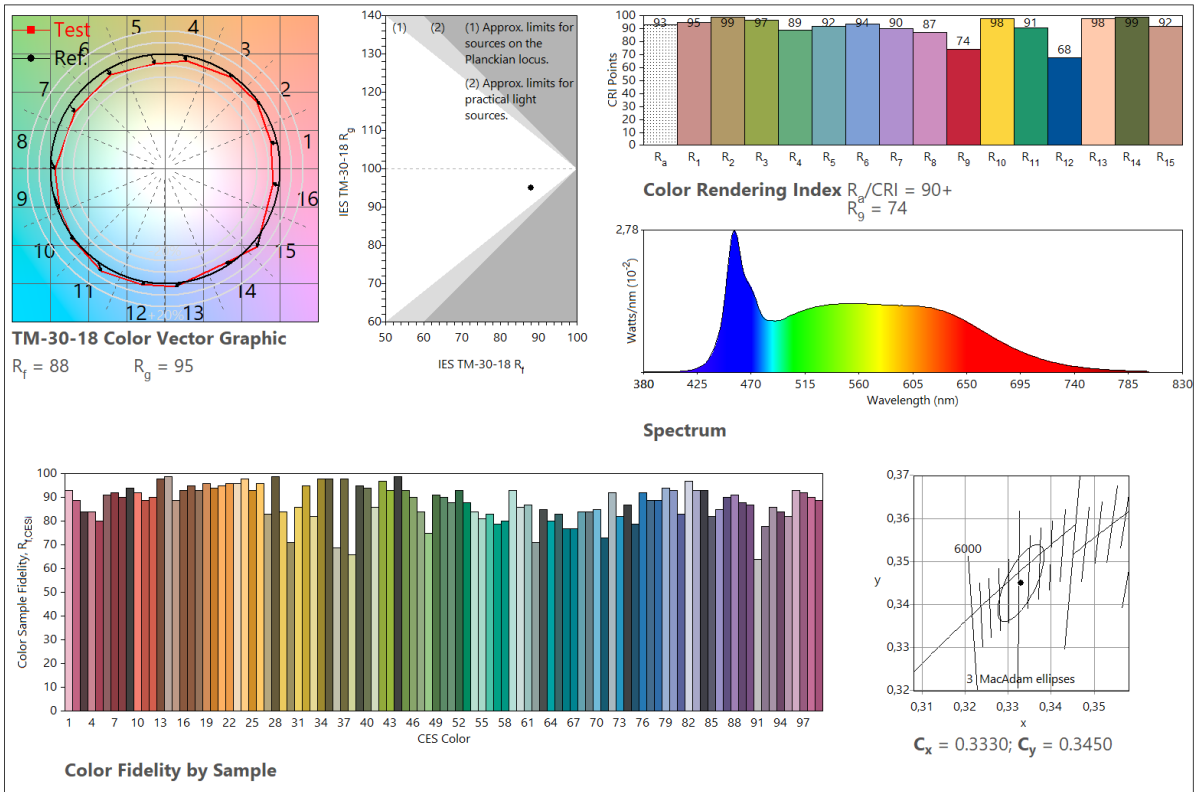 Test
Ref.
1
2
3
4
5
6
7
8
9
10
11
12
13
14
15
16
+20%
TM-30-18 Color Vector Graphic
Rf = 88 Rg = 95
IES TM-30-18 Rg
140
130
120
110
100
90
80
70
60
50 60 70 80 90 100
IES TM-30-18 Rf
(1) (2) (1) Approx. limits for
sources on the
Planckian locus.
(2) Approx. limits for
practical light
sources.
CRI Points
100
90
80
70
60
50
40
30
20
10
0
93 95 99 97 89 92 94 90 87 74 98 91 68 98 99 92
Ra R1 R2 R3 R4 R5 R6 R7 R8 R9 R10 R11 R12 R13 R14 R15
Color Rendering Index Ra/CRI = 90+
R9 = 74
2,78
Watts/nm (10⁻²)
380 425 470 515 560 605 650 695 740 785 830
Wavelength (nm)
Spectrum
Color Sample Fidelity, Rf,CESi
100
90
80
70
60
50
40
30
20
10
0
1 4 7 10 13 16 19 22 25 28 31 34 37 40 43 46 49 52 55 58 61 64 67 70 73 76 79 82 85 88 91 94 97
CES Color
Color Fidelity by Sample
0,37
0,36
0,35
0,34
0,33
0,32
y
6000
3 MacAdam ellipses
0,31 0,32 0,33 0,34 0,35
x
Cx = 0.3330; Cy = 0.3450